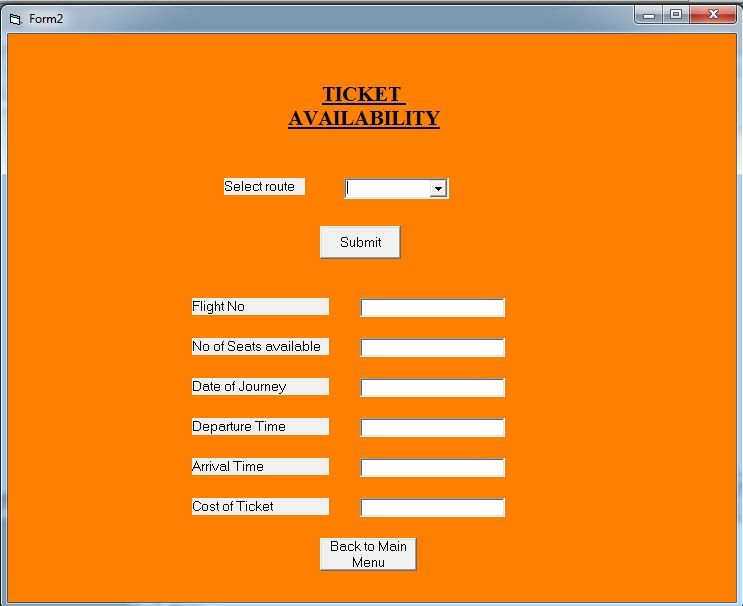 Form2
TICKET
AVAILABILITY
Select route
Submit
Flight No
No of Seats available
Date of Journey
Departure Time
Arrival Time
Cost of Ticket
Back to Main
Menu